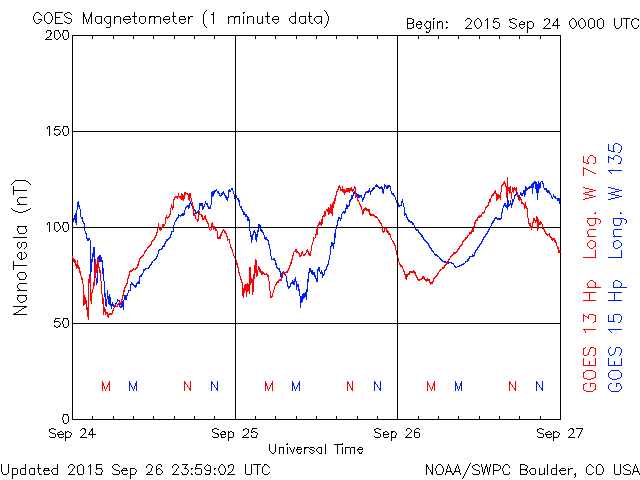 GOES Magnetometer (1 minute data)
Begin: 2015 Sep 24 0000 UTC
200
150
100
50
0
NanoTesla (nT)
M M N N M M N N M M N N
Sep 24 Sep 25 Sep 26 Sep 27
Universal Time
GOES 13 Hp Long. W 75
GOES 15 Hp Long. W 135
Updated 2015 Sep 26 23:59:02 UTC
NOAA/SWPC Boulder, CO USA